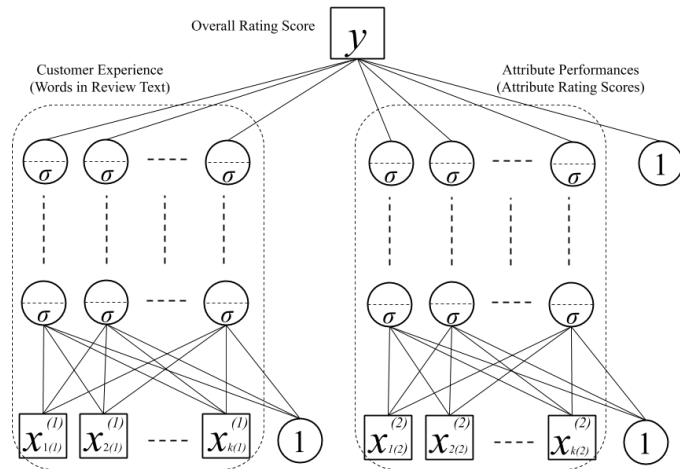 Overall Rating Score
y
Customer Experience
(Words in Review Text)
Attribute Performances
(Attribute Rating Scores)
σ σ σ σ σ σ 1
σ σ σ σ σ σ
x1(1)(1) x2(1)(1) xk(1)(1) 1 x1(2)(2) x2(2)(2) xk(2)(2) 1